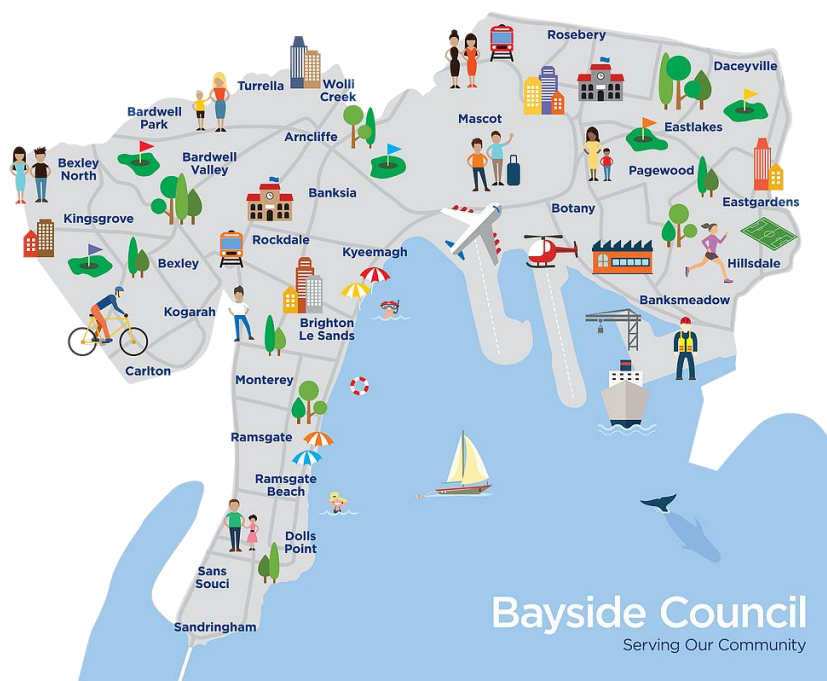 Rosebery
Daceyville
Turrella
Wolli
Creek
Bardwell
Park
Mascot
Eastlakes
Arncliffe
Bexley
North
Bardwell
Valley
Pagewood
Banksia
Eastgardens
Botany
Kingsgrove
Rockdale
Kyeemagh
Bexley
Hillsdale
Banksmeadow
Kogarah
Brighton
Le Sands
Carlton
Monterey
Ramsgate
Ramsgate
Beach
Dolls
Point
Sans
Souci
Sandringham
Bayside Council
Serving Our Community